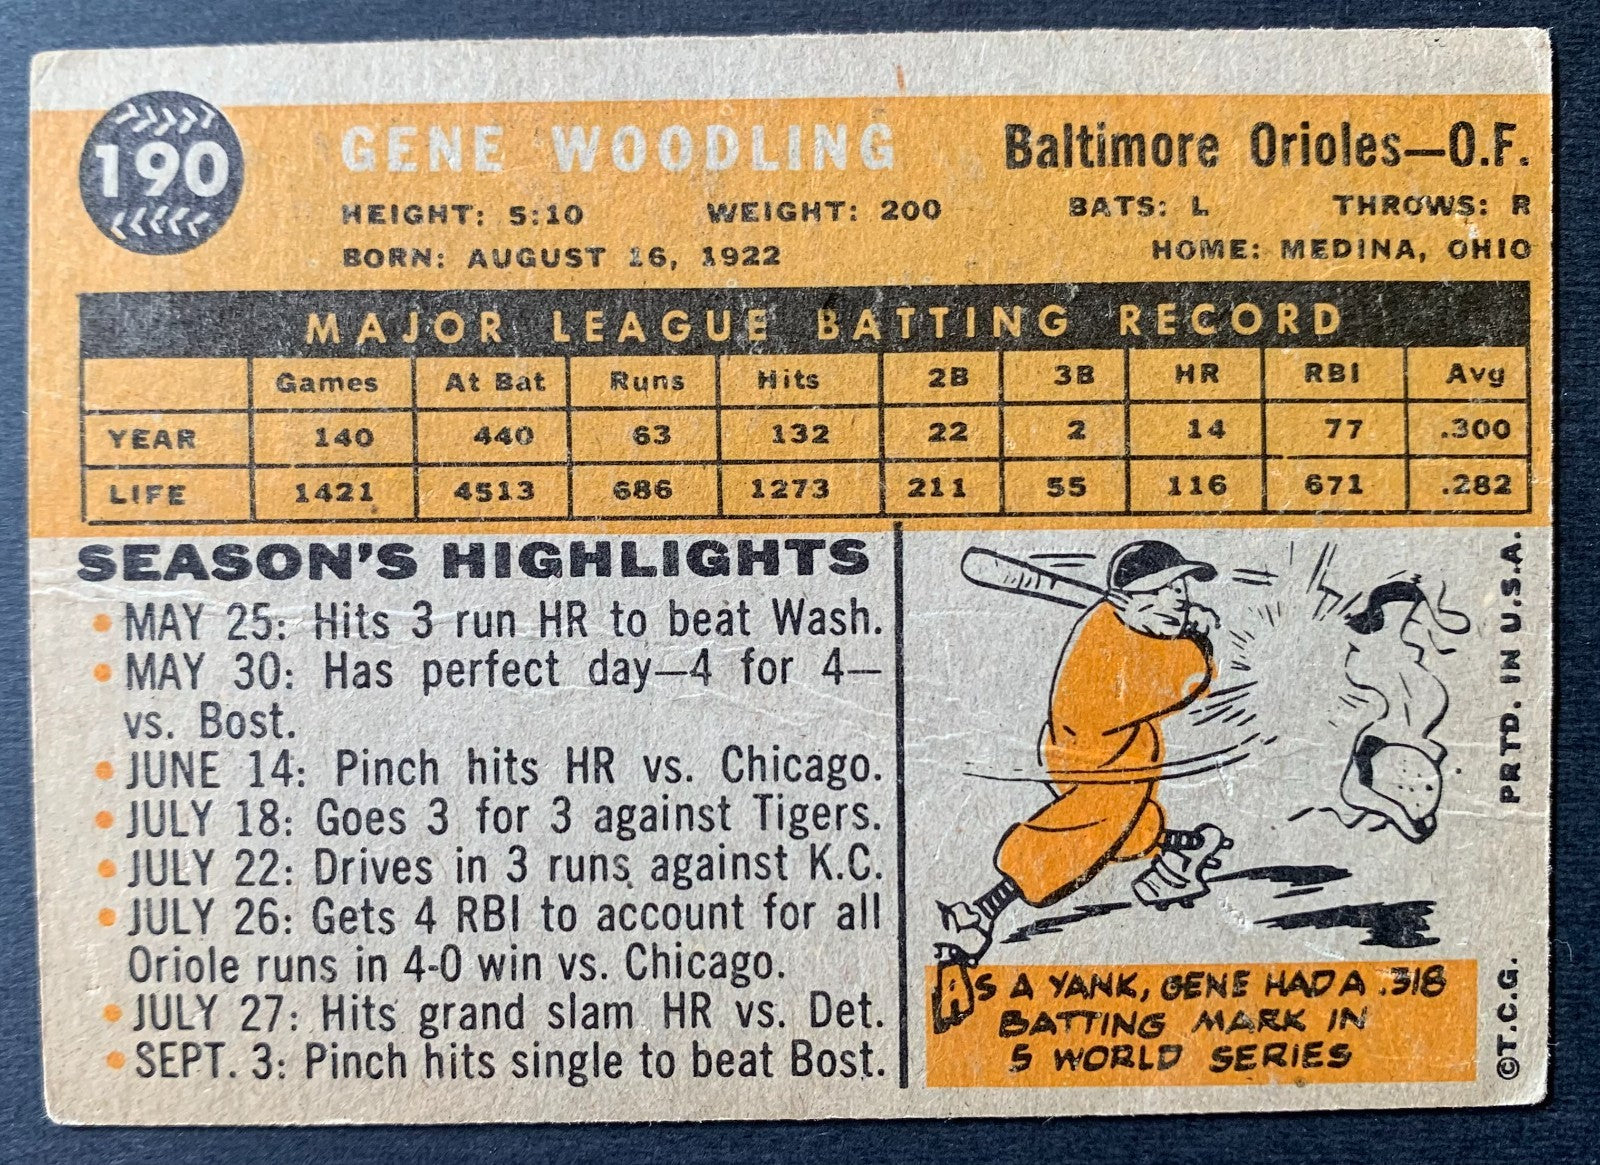 190
GENE WOODLING Baltimore Orioles—O.F.
HEIGHT: 5:10 WEIGHT: 200 BATS: L THROWS: R
BORN: AUGUST 16, 1922 HOME: MEDINA, OHIO
MAJOR LEAGUE BATTING RECORD
Games At Bat Runs Hits 2B 3B HR RBI Avg
YEAR 140 440 63 132 22 2 14 77 .300
LIFE 1421 4513 686 1273 211 55 116 671 .282
SEASON'S HIGHLIGHTS
• MAY 25: Hits 3 run HR to beat Wash.
• MAY 30: Has perfect day—4 for 4—
vs. Bost.
• JUNE 14: Pinch hits HR vs. Chicago.
• JULY 18: Goes 3 for 3 against Tigers.
• JULY 22: Drives in 3 runs against K.C.
• JULY 26: Gets 4 RBI to account for all
Oriole runs in 4-0 win vs. Chicago.
• JULY 27: Hits grand slam HR vs. Det.
• SEPT. 3: Pinch hits single to beat Bost.
AS A YANK, GENE HAD A .318
BATTING MARK IN
5 WORLD SERIES
©T.C.G. PRTD. IN U.S.A.